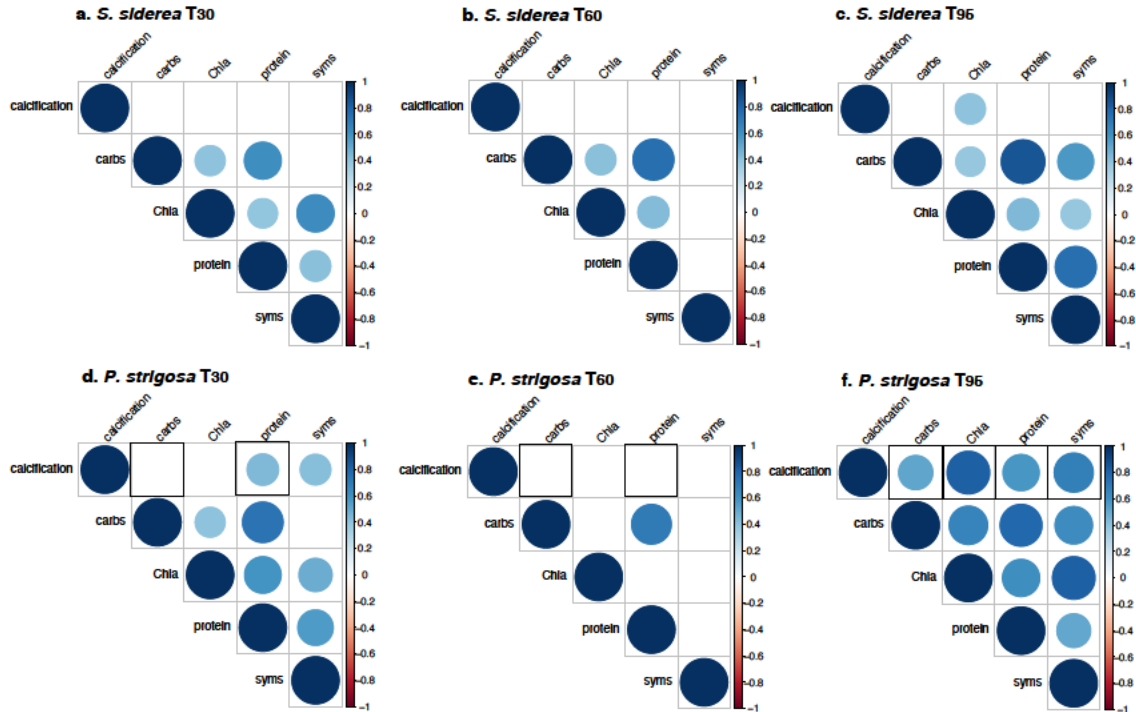 a. S. siderea T30
calcification
carbs
Chla
protein
syms
calcification
carbs
Chla
protein
syms
1
0.8
0.6
0.4
0.2
0
-0.2
-0.4
-0.6
-0.8
-1
b. S. siderea T60
calcification
carbs
Chla
protein
syms
calcification
carbs
Chla
protein
syms
1
0.8
0.6
0.4
0.2
0
-0.2
-0.4
-0.6
-0.8
-1
c. S. siderea T95
calcification
carbs
Chla
protein
syms
calcification
carbs
Chla
protein
syms
1
0.8
0.6
0.4
0.2
0
-0.2
-0.4
-0.6
-0.8
-1
d. P. strigosa T30
calcification
carbs
Chla
protein
syms
calcification
carbs
Chla
protein
syms
1
0.8
0.6
0.4
0.2
0
-0.2
-0.4
-0.6
-0.8
-1
e. P. strigosa T60
calcification
carbs
Chla
protein
syms
calcification
carbs
Chla
protein
syms
1
0.8
0.6
0.4
0.2
0
-0.2
-0.4
-0.6
-0.8
-1
f. P. strigosa T95
calcification
carbs
Chla
protein
syms
calcification
carbs
Chla
protein
syms
1
0.8
0.6
0.4
0.2
0
-0.2
-0.4
-0.6
-0.8
-1